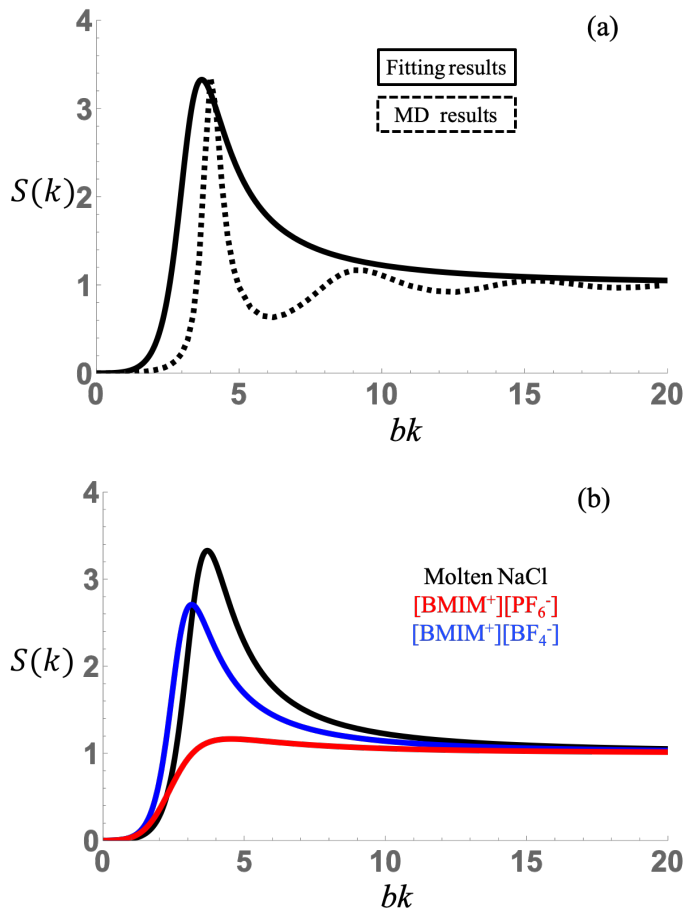 (a)
4
Fitting results
MD results
3
S(k)
2
1
0
0 5 10 15 20
bk
(b)
4
Molten NaCl
[BMIM⁺][PF₆⁻]
[BMIM⁺][BF₄⁻]
3
S(k)
2
1
0
0 5 10 15 20
bk